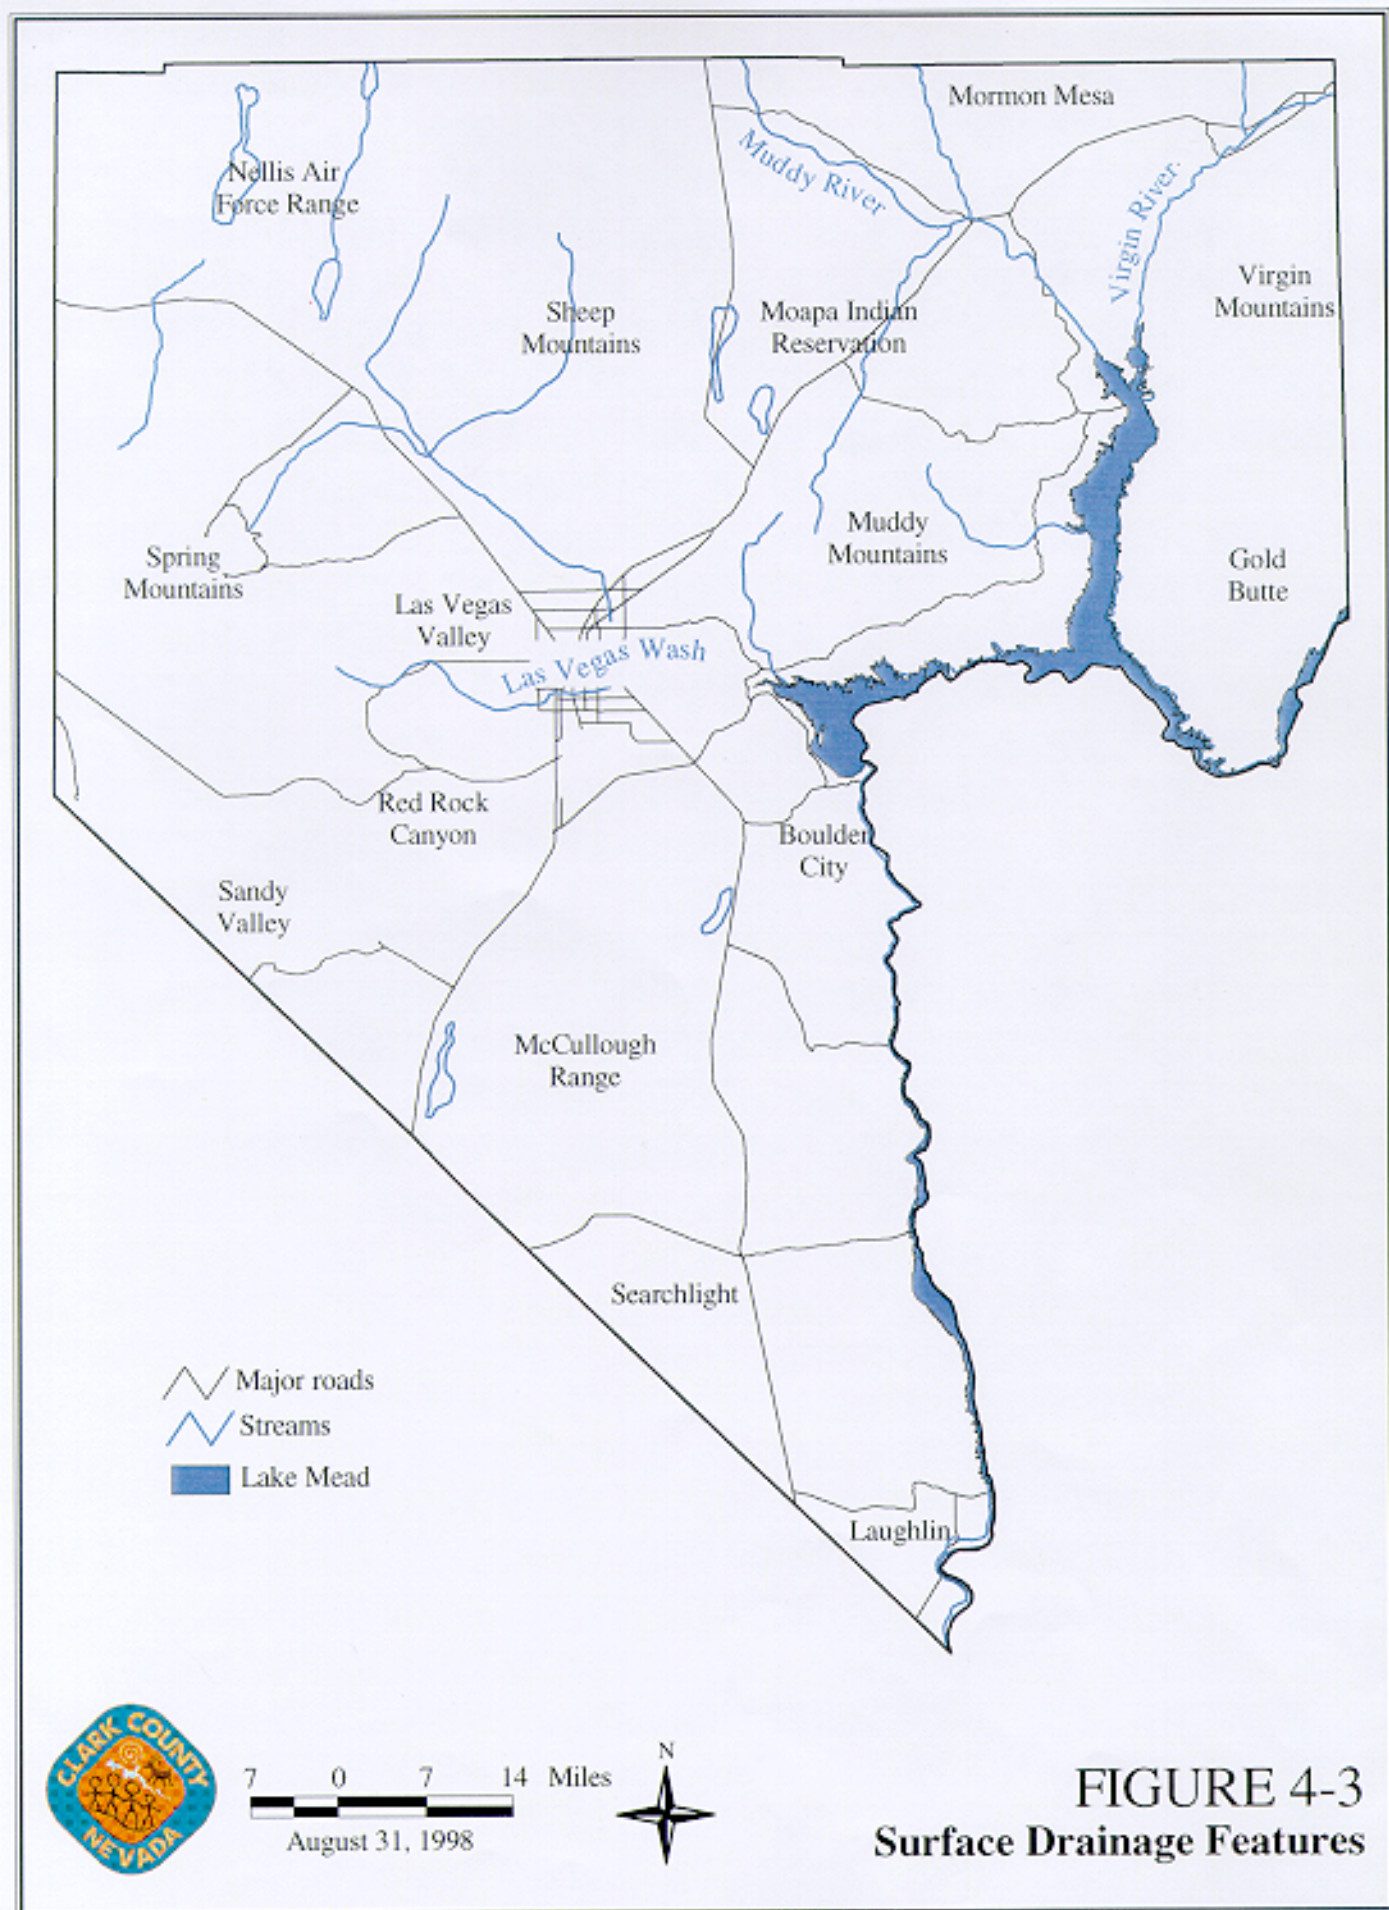 Mormon Mesa
Muddy River
Nellis Air
Force Range
Virgin River
Virgin
Mountains
Sheep
Mountains
Moapa Indian
Reservation
Muddy
Mountains
Spring
Mountains
Gold
Butte
Las Vegas
Valley
Las Vegas Wash
Red Rock
Canyon
Boulder
City
Sandy
Valley
McCullough
Range
Searchlight
Major roads
Streams
Lake Mead
Laughlin
CLARK COUNTY
NEVADA
7 0 7 14 Miles
August 31, 1998
N
FIGURE 4-3
Surface Drainage Features